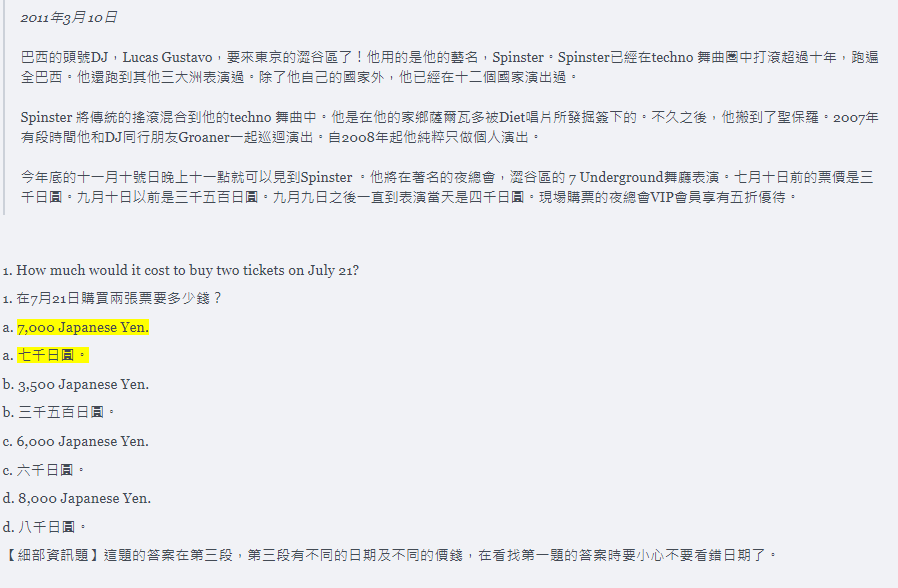 2011年3月10日
巴西的頭號DJ，Lucas Gustavo，要來東京的澀谷區了！他用的是他的藝名，Spinster。Spinster已經在techno 舞曲圈中打滾超過十年，跑遍
全巴西。他還跑到其他三大洲表演過。除了他自己的國家外，他已經在十二個國家演出過。
Spinster 將傳統的搖滾混合到他的techno 舞曲中。他是在他的家鄉薩爾瓦多被Diet唱片所發掘簽下的。不久之後，他搬到了聖保羅。2007年
有段時間他和DJ同行朋友Groaner一起巡迴演出。自2008年起他純粹只做個人演出。
今年底的十一月十號日晚上十一點就可以見到Spinster 。他將在著名的夜總會，澀谷區的 7 Underground舞廳表演。七月十日前的票價是三
千日圓。九月十日以前是三千五百日圓。九月九日之後一直到表演當天是四千日圓。現場購票的夜總會VIP會員享有五折優待。
1. How much would it cost to buy two tickets on July 21?
1. 在7月21日購買兩張票要多少錢？
a. 7,000 Japanese Yen.
a. 七千日圓。
b. 3,500 Japanese Yen.
b. 三千五百日圓。
c. 6,000 Japanese Yen.
c. 六千日圓。
d. 8,000 Japanese Yen.
d. 八千日圓。
【細部資訊題】這題的答案在第三段，第三段有不同的日期及不同的價錢，在看找第一題的答案時要小心不要看錯日期了。